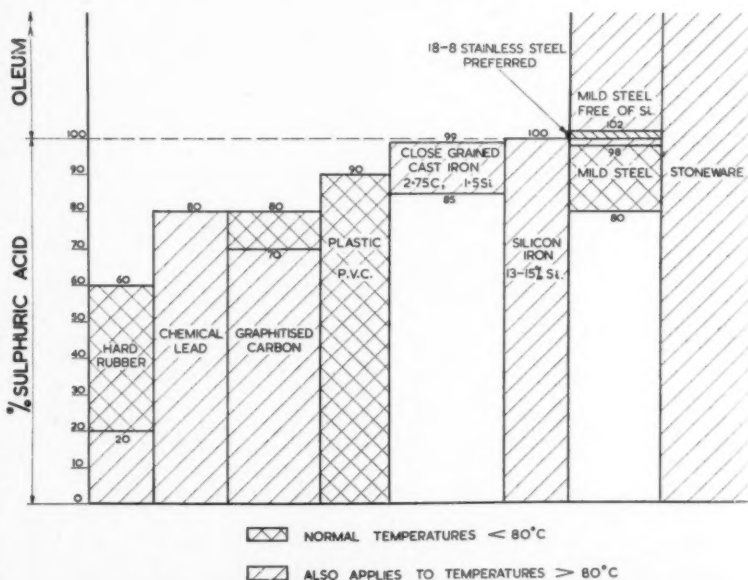 OLEUM
% SULPHURIC ACID
100
90
80
70
60
50
40
30
20
10
0
60
HARD
RUBBER
20
80
CHEMICAL
LEAD
80
70
GRAPHITISED
CARBON
90
PLASTIC
P.V.C.
99
CLOSE GRAINED
CAST IRON
2·75C, 1·5Si
85
100
SILICON
IRON
13-15% Si.
18-8 STAINLESS STEEL
PREFERRED
MILD STEEL
FREE OF Si.
102
98
MILD STEEL
80
STONEWARE
NORMAL TEMPERATURES < 80°C
ALSO APPLIES TO TEMPERATURES > 80°C